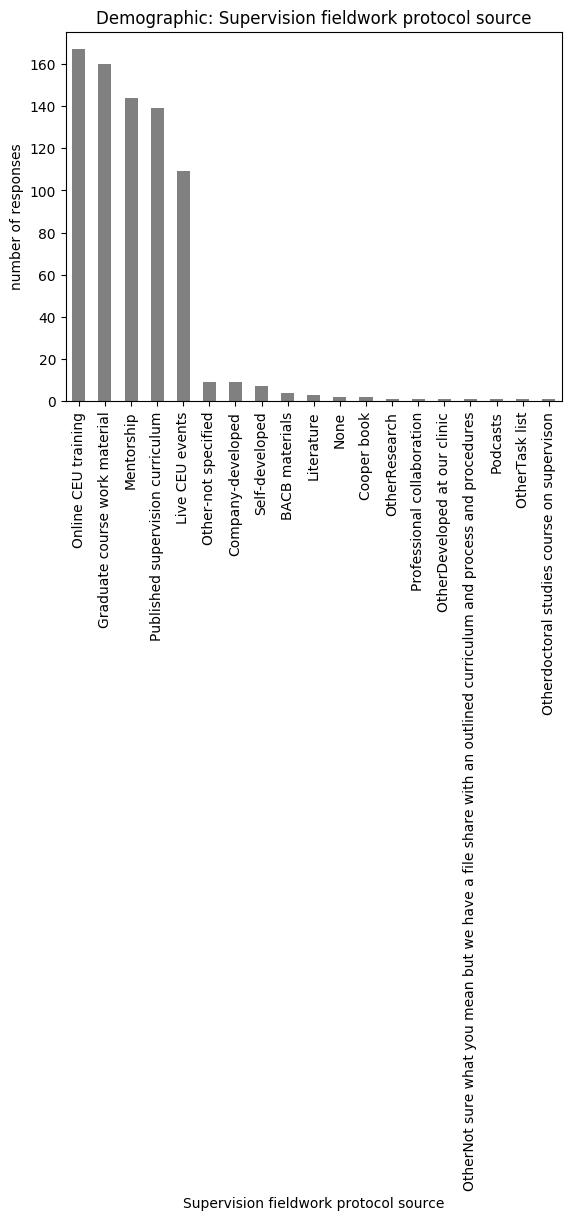 Demographic: Supervision fieldwork protocol source
number of responses
160
140
120
100
80
60
40
20
0
Online CEU training
Graduate course work material
Mentorship
Published supervision curriculum
Live CEU events
Other-not specified
Company-developed
Self-developed
BACB materials
Literature
None
Cooper book
OtherResearch
Professional collaboration
OtherDeveloped at our clinic
OtherNot sure what you mean but we have a file share with an outlined curriculum and process and procedures
Podcasts
OtherTask list
Otherdoctoral studies course on supervison
Supervision fieldwork protocol source